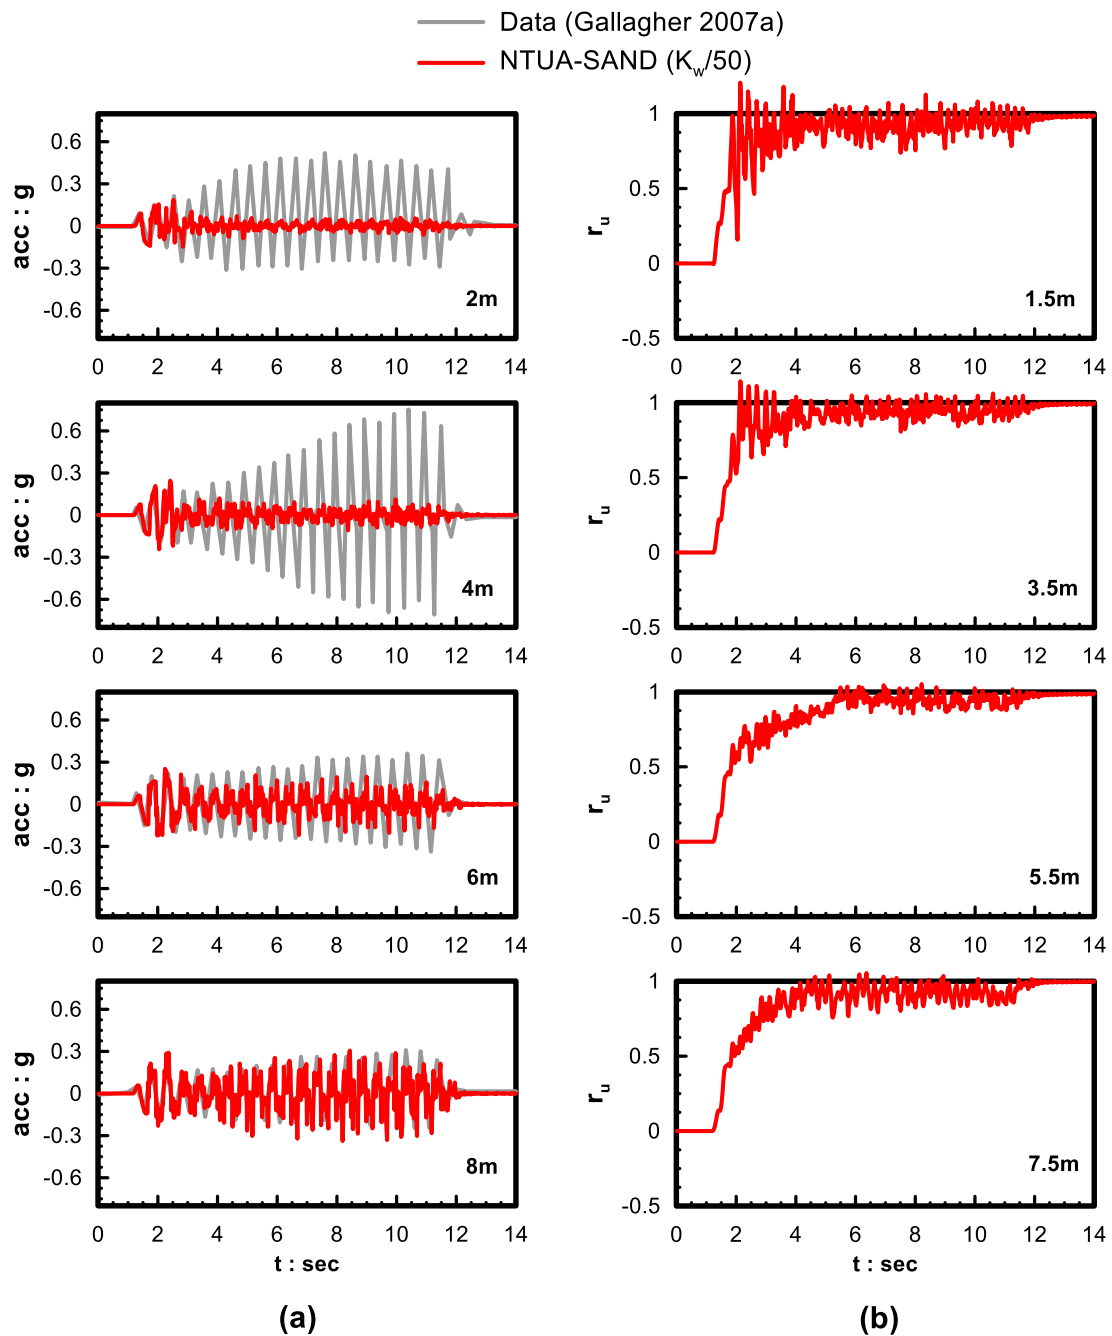 Data (Gallagher 2007a)
NTUA-SAND (Kw/50)
acc : g
0.6
0.3
0
-0.3
-0.6
2m
0 2 4 6 8 10 12 14
ru
1
0.5
0
-0.5
1.5m
0 2 4 6 8 10 12 14
acc : g
0.6
0.3
0
-0.3
-0.6
4m
0 2 4 6 8 10 12 14
ru
1
0.5
0
-0.5
3.5m
0 2 4 6 8 10 12 14
acc : g
0.6
0.3
0
-0.3
-0.6
6m
0 2 4 6 8 10 12 14
ru
1
0.5
0
-0.5
5.5m
0 2 4 6 8 10 12 14
acc : g
0.6
0.3
0
-0.3
-0.6
8m
0 2 4 6 8 10 12 14
t : sec
(a)
ru
1
0.5
0
-0.5
7.5m
0 2 4 6 8 10 12 14
t : sec
(b)